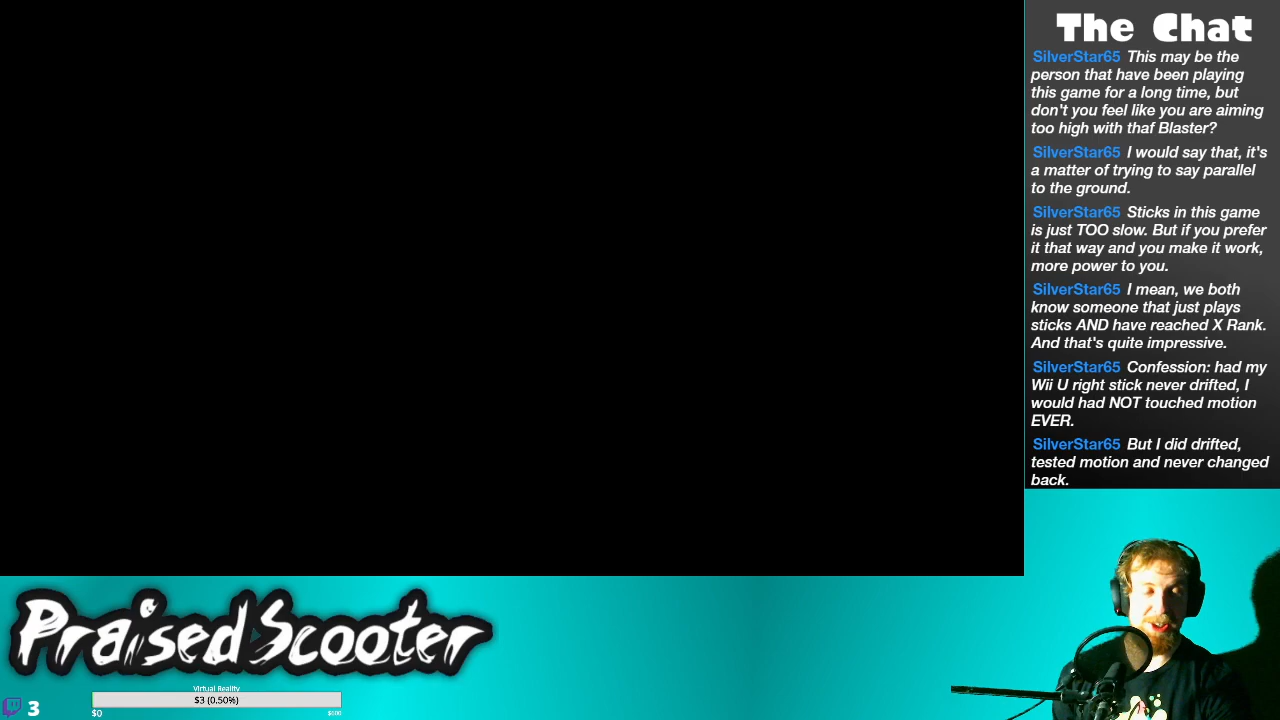 The Chat
SilverStar65 This may be the
person that have been playing
this game for a long time, but
don't you feel like you are aiming
too high with thaf Blaster?
SilverStar65 I would say that, it's
a matter of trying to say parallel
to the ground.
SilverStar65 Sticks in this game
is just TOO slow. But if you prefer
it that way and you make it work,
more power to you.
SilverStar65 I mean, we both
know someone that just plays
sticks AND have reached X Rank.
And that's quite impressive.
SilverStar65 Confession: had my
Wii U right stick never drifted, I
would had NOT touched motion
EVER.
SilverStar65 But I did drifted,
tested motion and never changed
back.
PraisedScooter
Virtual Reality
$3 (0.50%)
3
$0